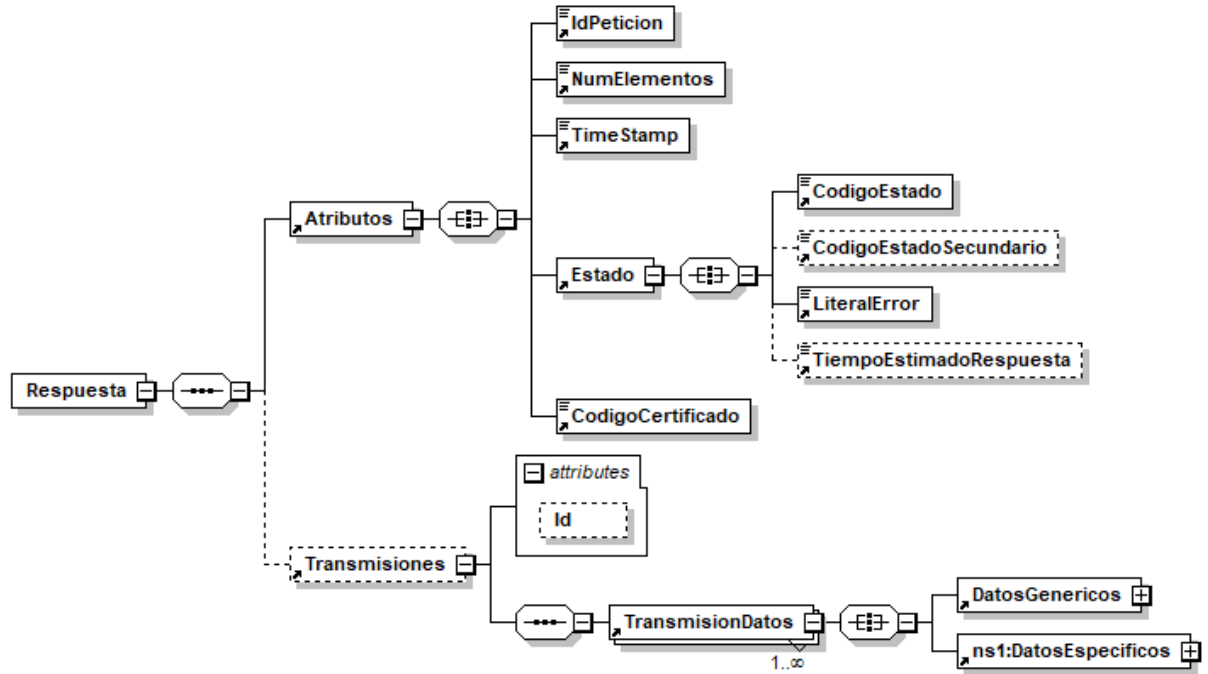 IdPeticion
NumElementos
TimeStamp
CodigoEstado
Atributos
CodigoEstadoSecundario
Estado
LiteralError
TiempoEstimadoRespuesta
Respuesta
CodigoCertificado
attributes
Id
Transmisiones
DatosGenericos
TransmisionDatos
1..∞
ns1:DatosEspecificos